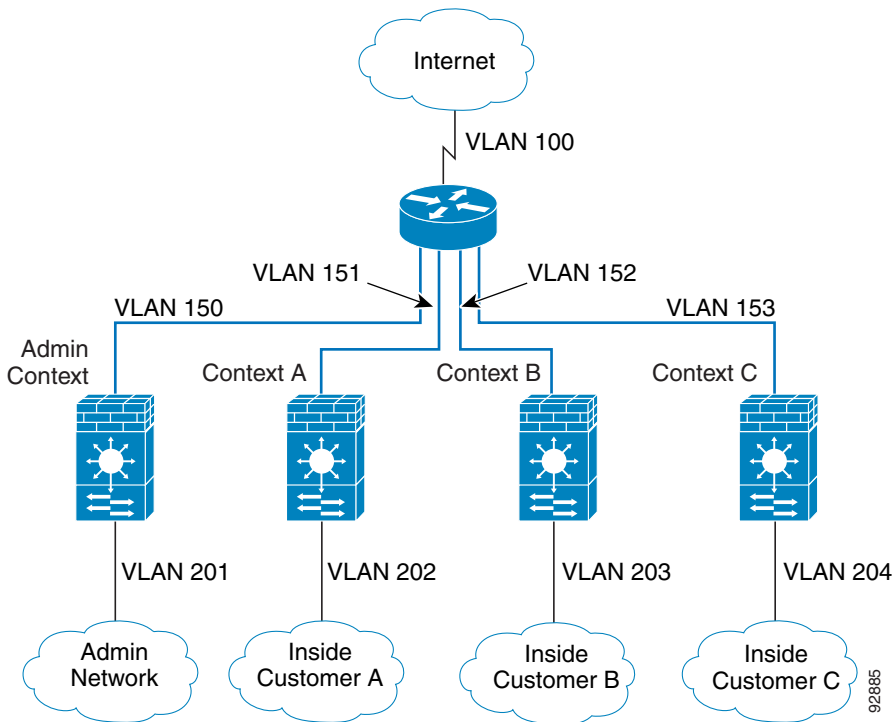 Internet
VLAN 100
VLAN 151
VLAN 152
VLAN 150
VLAN 153
Admin
Context
Context A
Context B
Context C
VLAN 201
VLAN 202
VLAN 203
VLAN 204
Admin
Network
Inside
Customer A
Inside
Customer B
Inside
Customer C
92885